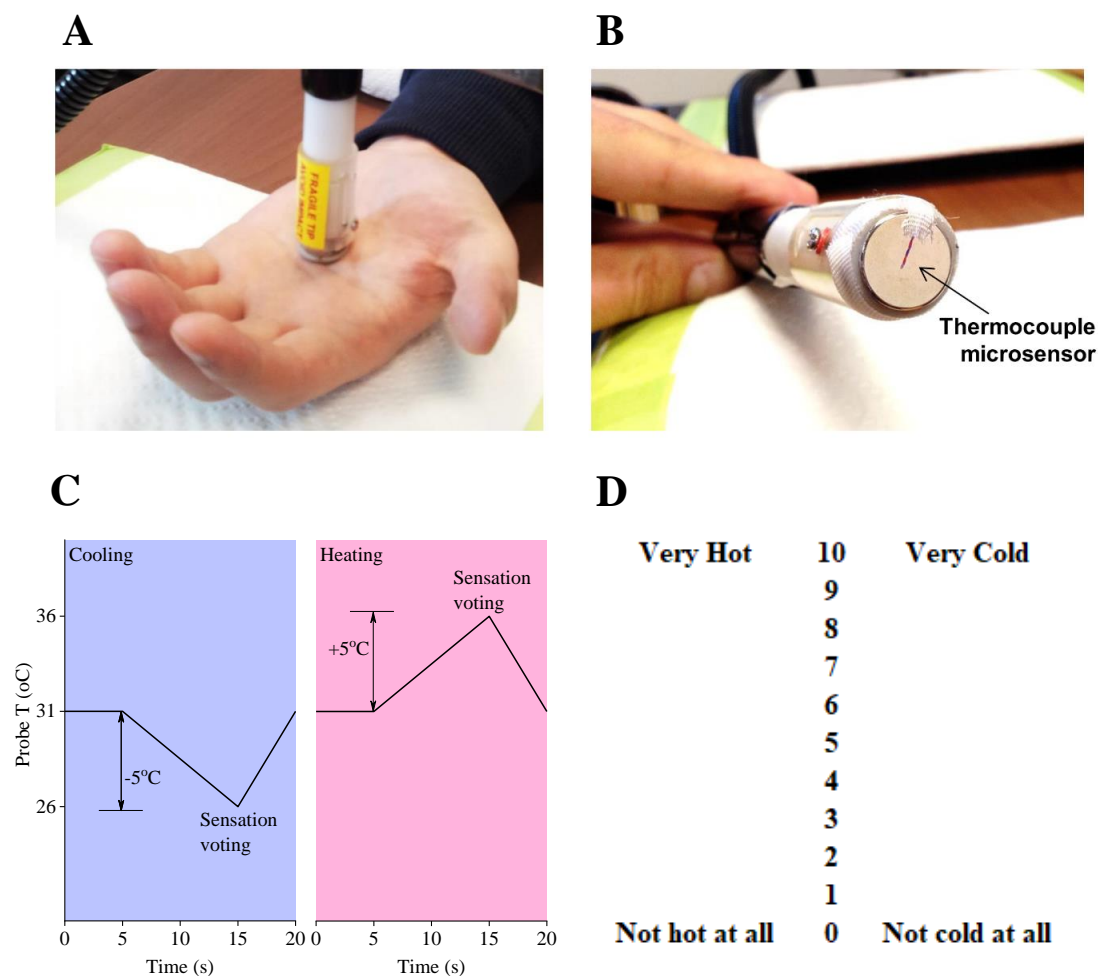 A
B
FRAGILE TIP
AVOID IMPACT
Thermocouple
microsensor
C
D
Cooling
Heating
Sensation
voting
+5°C
-5°C
Sensation
voting
Probe T (oC)
36
31
26
0 5 10 15 20
0 5 10 15 20
Time (s)
Time (s)
Very Hot 10 Very Cold
9
8
7
6
5
4
3
2
1
Not hot at all 0 Not cold at all